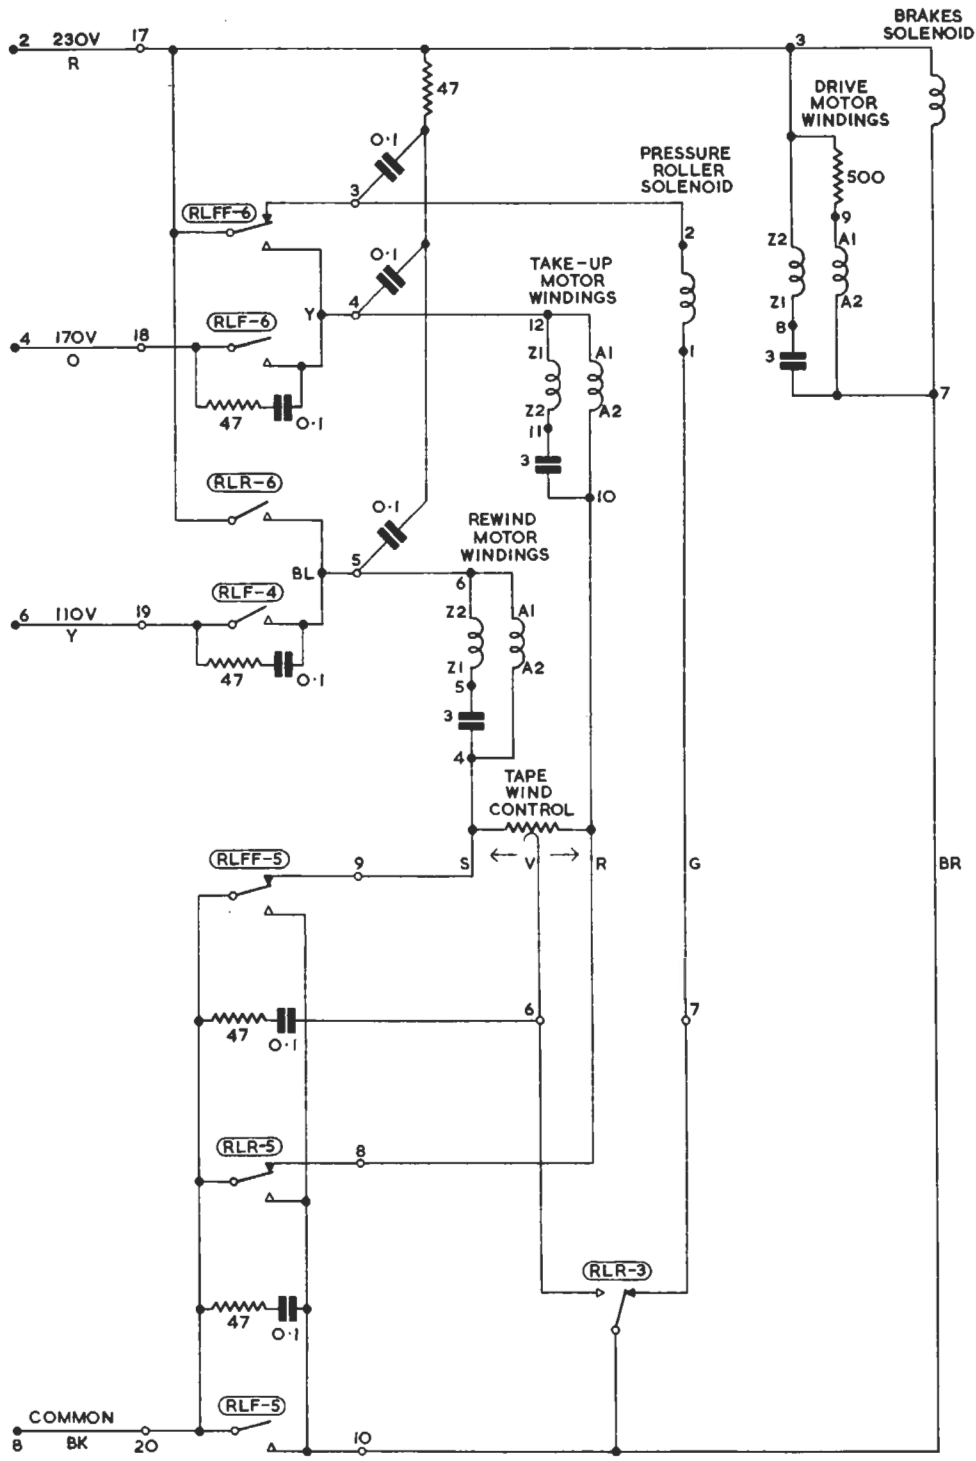 BRAKES
SOLENOID
2 230V 17
R
3
47
DRIVE
MOTOR
WINDINGS
0·1
PRESSURE
ROLLER
SOLENOID
500
3
RLFF-6
9
2
Z2 A1
0·1
TAKE-UP
MOTOR
WINDINGS
Z1 A2
Y 4
RLF-6
12
8
4 170V 18
O
Z1 A1
1
3
7
Z2 A2
47 0·1
11
3
10
RLR-6
0·1
REWIND
MOTOR
WINDINGS
5
BL
6
RLF-4
6 110V 19
Y
Z2 A1
Z1 A2
47 0·1
5
3
4
TAPE
WIND
CONTROL
RLFF-5
9
S ← V → R G BR
6 7
47 0·1
RLR-5
8
RLR-3
47 0·1
RLF-5
COMMON
8 BK 20
10